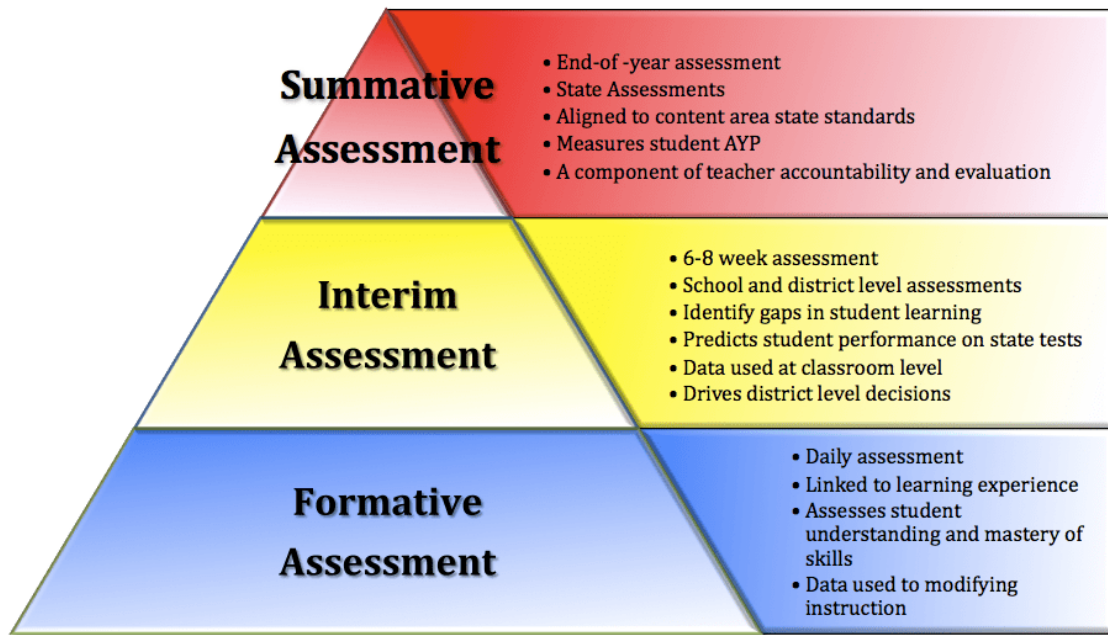 Summative
Assessment
• End-of -year assessment
• State Assessments
• Aligned to content area state standards
• Measures student AYP
• A component of teacher accountability and evaluation
Interim
Assessment
• 6-8 week assessment
• School and district level assessments
• Identify gaps in student learning
• Predicts student performance on state tests
• Data used at classroom level
• Drives district level decisions
Formative
Assessment
• Daily assessment
• Linked to learning experience
• Assesses student
understanding and mastery of
skills
• Data used to modifying
instruction